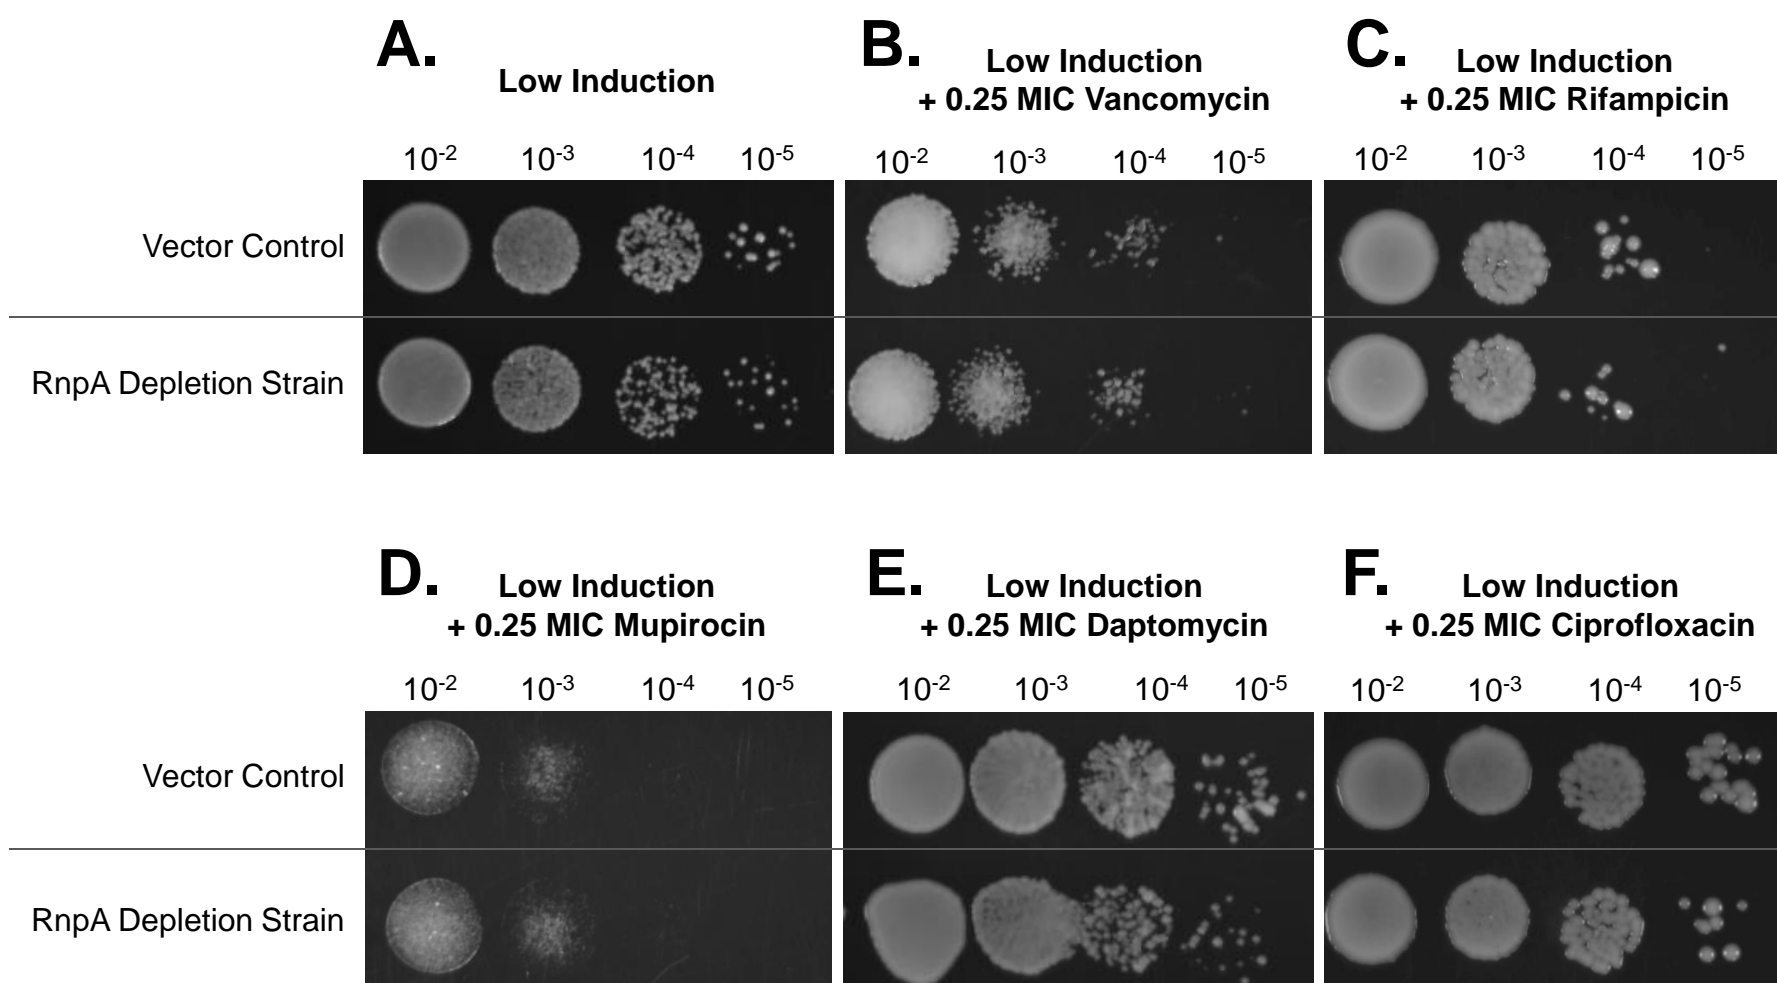 A.
Low Induction
B.
Low Induction
+ 0.25 MIC Vancomycin
C.
Low Induction
+ 0.25 MIC Rifampicin
10⁻² 10⁻³ 10⁻⁴ 10⁻⁵
10⁻² 10⁻³ 10⁻⁴ 10⁻⁵
10⁻² 10⁻³ 10⁻⁴ 10⁻⁵
Vector Control
RnpA Depletion Strain
D.
Low Induction
+ 0.25 MIC Mupirocin
E.
Low Induction
+ 0.25 MIC Daptomycin
F.
Low Induction
+ 0.25 MIC Ciprofloxacin
10⁻² 10⁻³ 10⁻⁴ 10⁻⁵
10⁻² 10⁻³ 10⁻⁴ 10⁻⁵
10⁻² 10⁻³ 10⁻⁴ 10⁻⁵
Vector Control
RnpA Depletion Strain